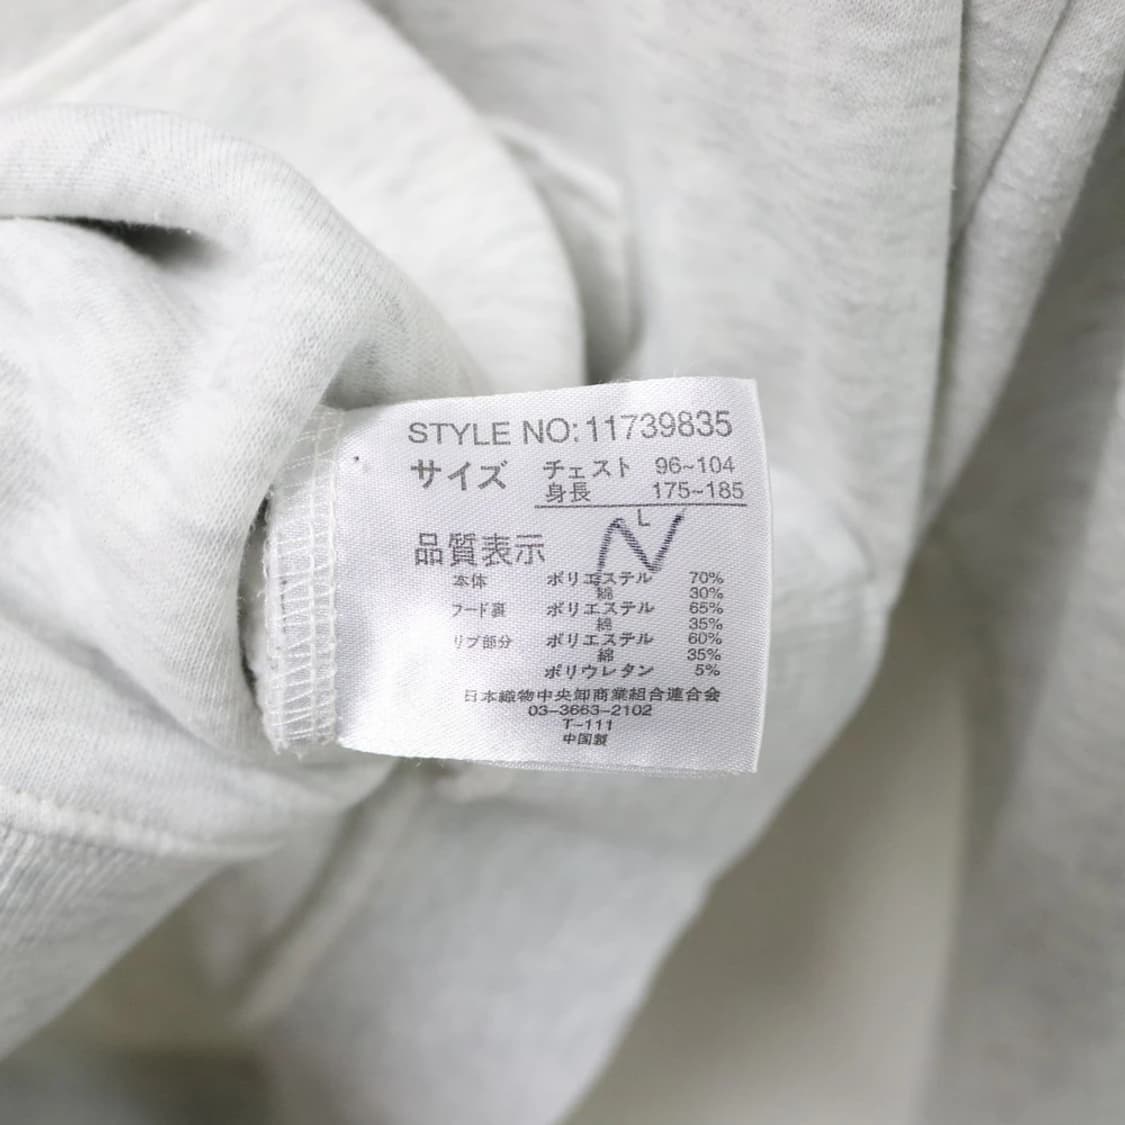 STYLE NO: 11739835
サイズ チェスト 96~104
身長 175~185
L
N
品質表示
本体 ポリエステル 70%
綿 30%
フード裏 ポリエステル 65%
綿 35%
リブ部分 ポリエステル 60%
綿 35%
ポリウレタン 5%
日本織物中央卸商業組合連合会
03-3663-2102
T-111
中国製